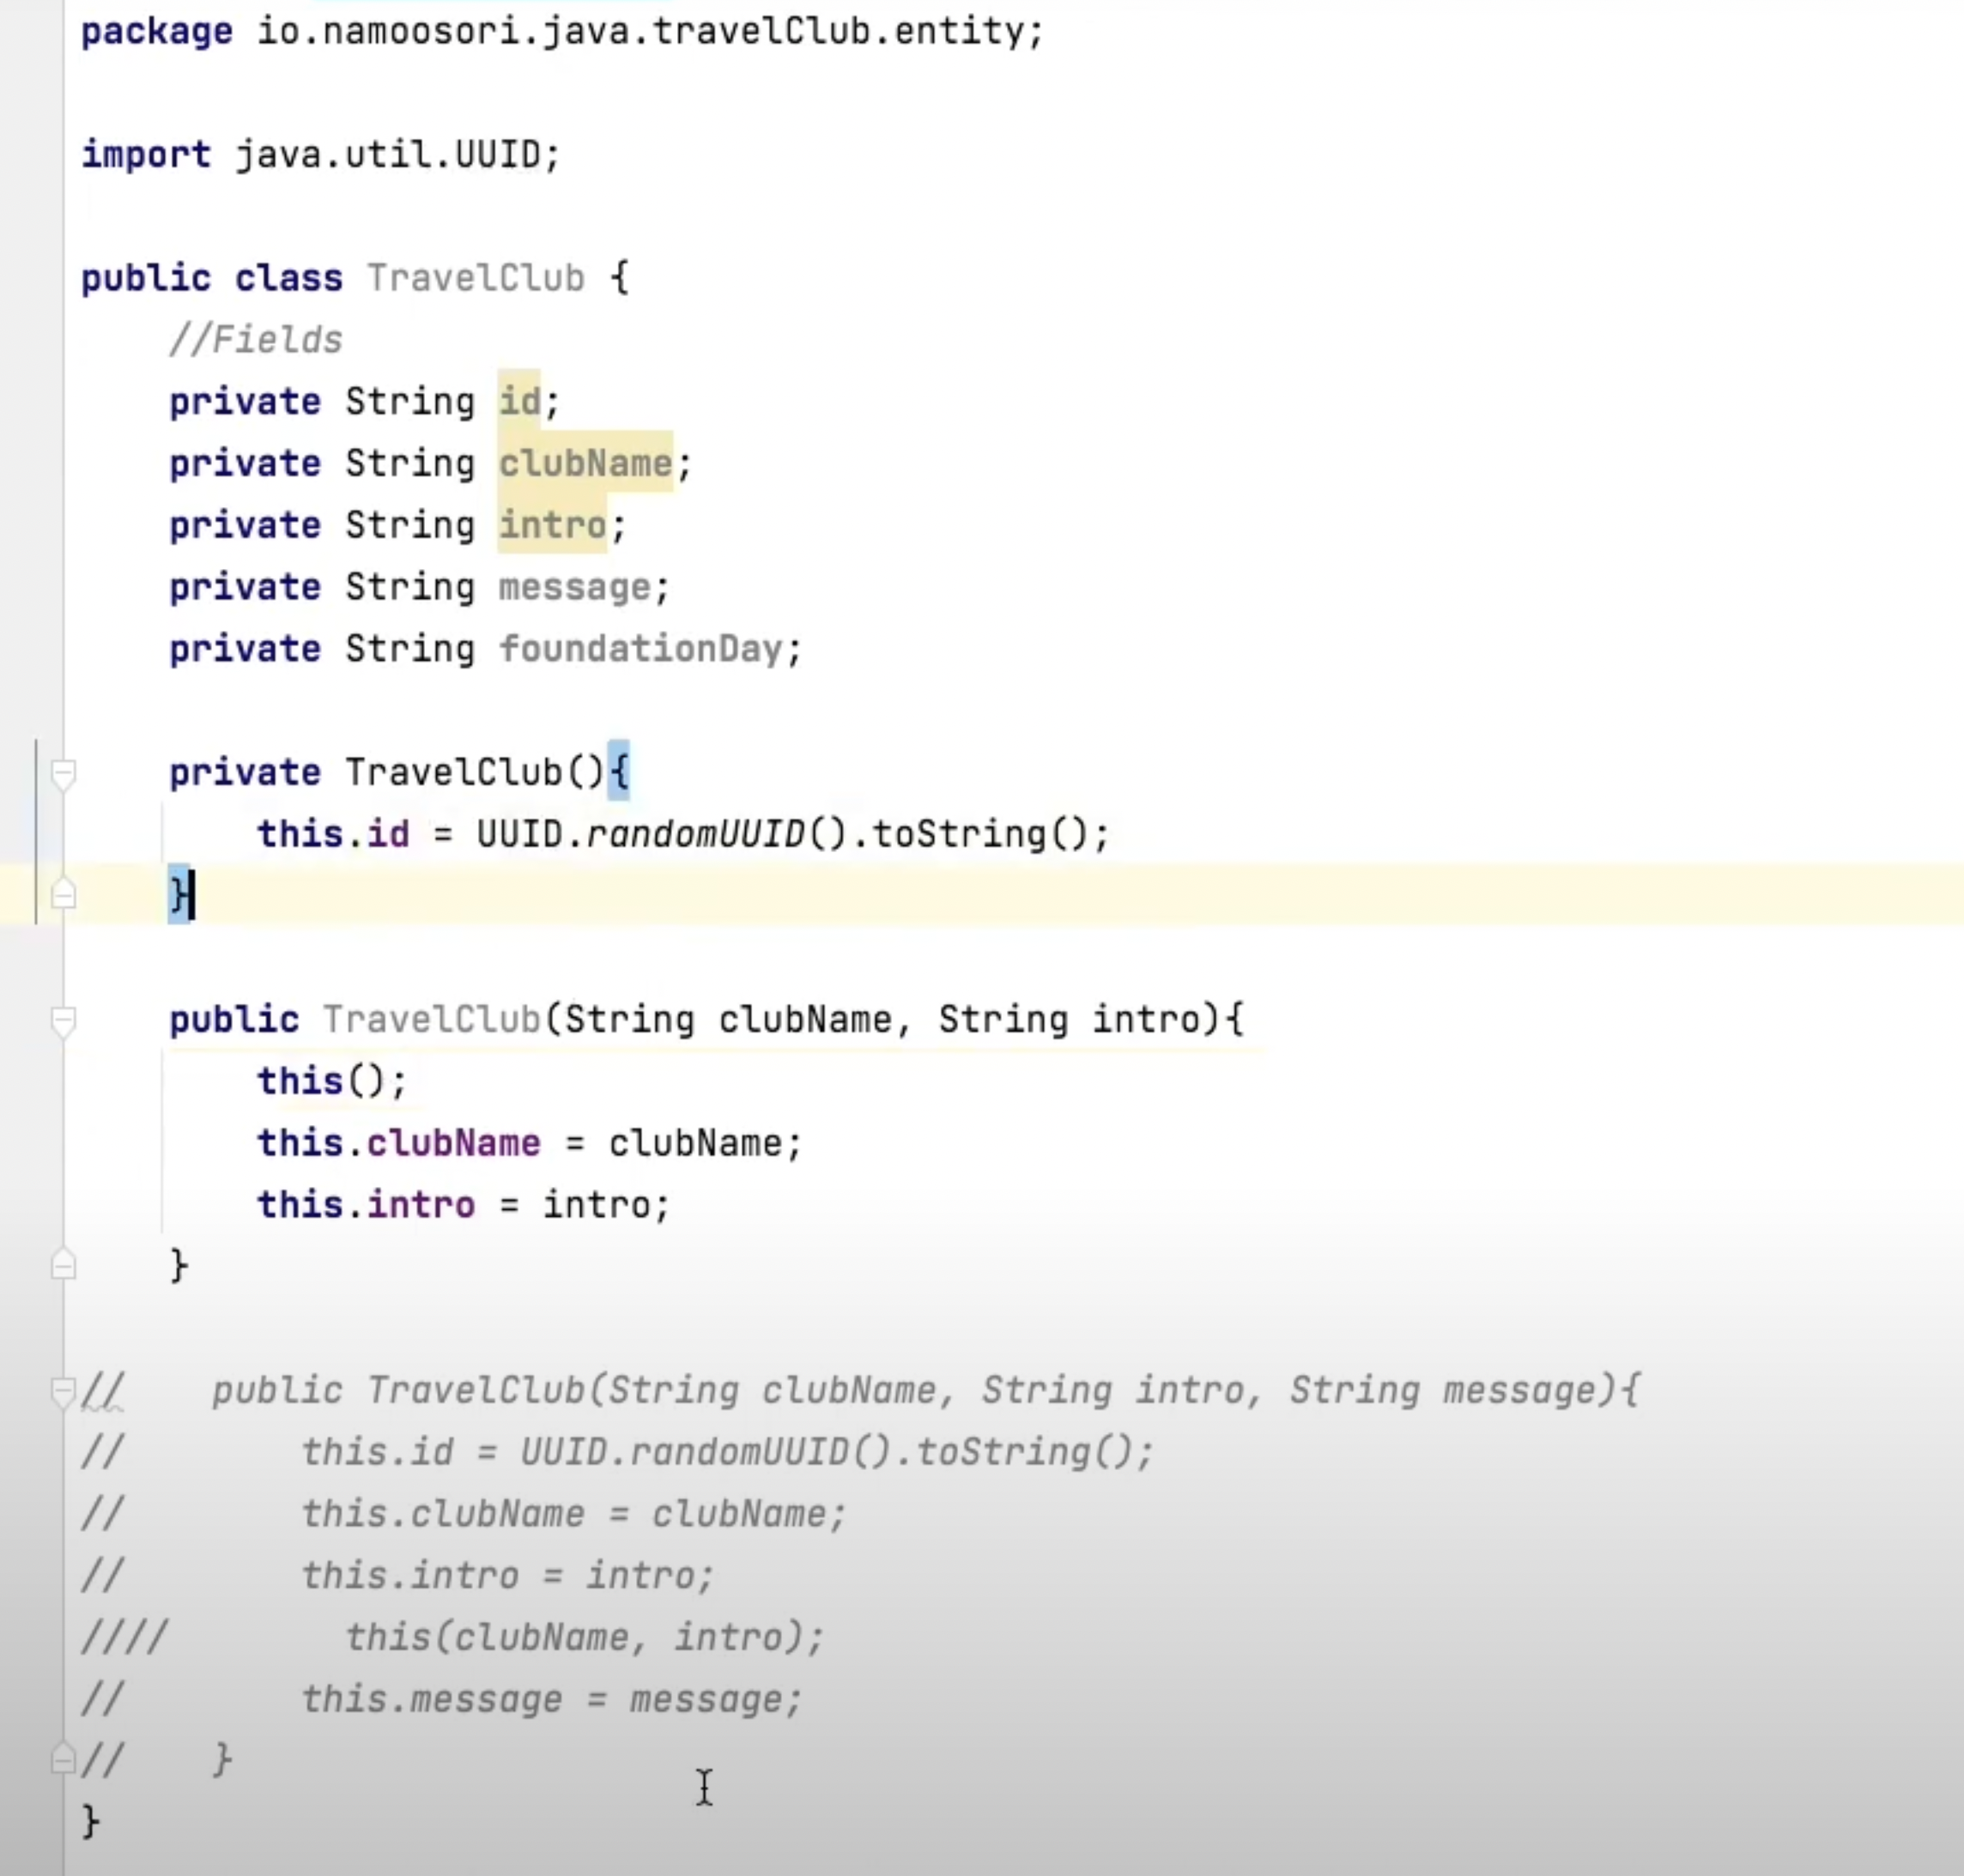 package io.namoosori.java.travelClub.entity;
import java.util.UUID;
public class TravelClub {
//Fields
private String id;
private String clubName;
private String intro;
private String message;
private String foundationDay;
private TravelClub(){
this.id = UUID.randomUUID().toString();
}
public TravelClub(String clubName, String intro){
this();
this.clubName = clubName;
this.intro = intro;
}
//    public TravelClub(String clubName, String intro, String message){
//        this.id = UUID.randomUUID().toString();
//        this.clubName = clubName;
//        this.intro = intro;
////        this(clubName, intro);
//        this.message = message;
//    }
}